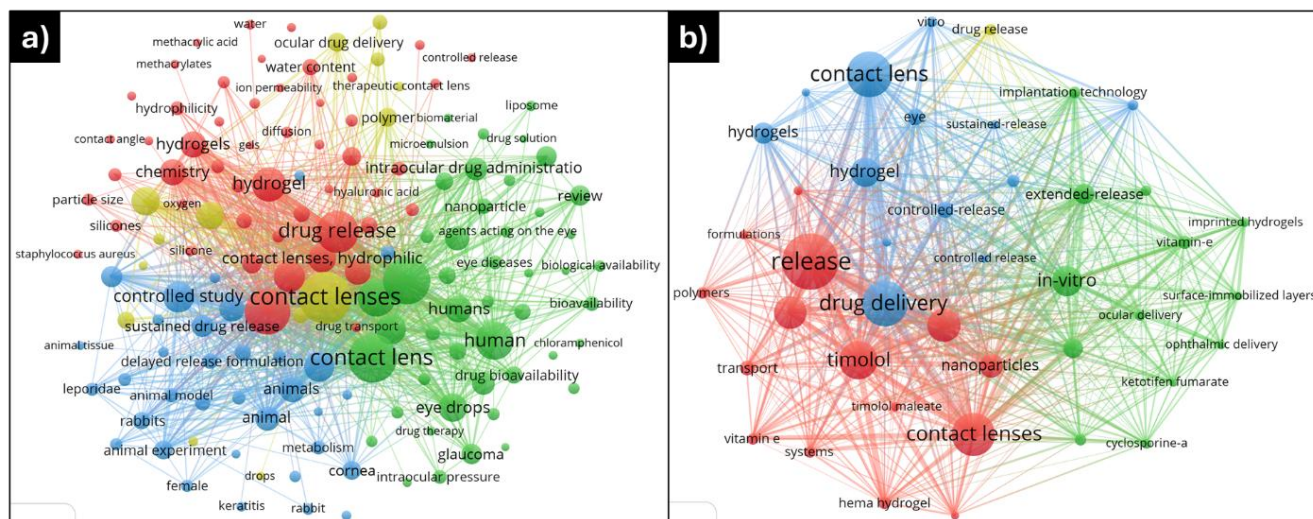 a)
water
methacrylic acid
ocular drug delivery
methacrylates
water content
controlled release
ion permeability
therapeutic contact lens
hydrophilicity
polymer
biomaterial
liposome
contact angle
hydrogels
gels
diffusion
microemulsion
drug solution
chemistry
intraocular drug administratio
hydrogel
hyaluronic acid
particle size
oxygen
nanoparticle
review
silicones
drug release
agents acting on the eye
silicone
staphylococcus aureus
contact lenses, hydrophilic
eye diseases
biological availability
controlled study
contact lenses
humans
bioavailability
sustained drug release
drug transport
animal tissue
human
chloramphenicol
delayed release formulation
contact lens
leporidae
animal model
animals
drug bioavailability
rabbits
animal
eye drops
drug therapy
animal experiment
metabolism
glaucoma
female
drops
cornea
intraocular pressure
keratitis
rabbit
b)
vitro
drug release
contact lens
implantation technology
hydrogels
eye
sustained-release
hydrogel
extended-release
controlled-release
imprinted hydrogels
formulations
vitamin-e
release
controlled release
in-vitro
polymers
surface-immobilized layers
drug delivery
ocular delivery
timolol
ophthalmic delivery
transport
nanoparticles
ketotifen fumarate
timolol maleate
vitamin e
contact lenses
cyclosporine-a
systems
hema hydrogel